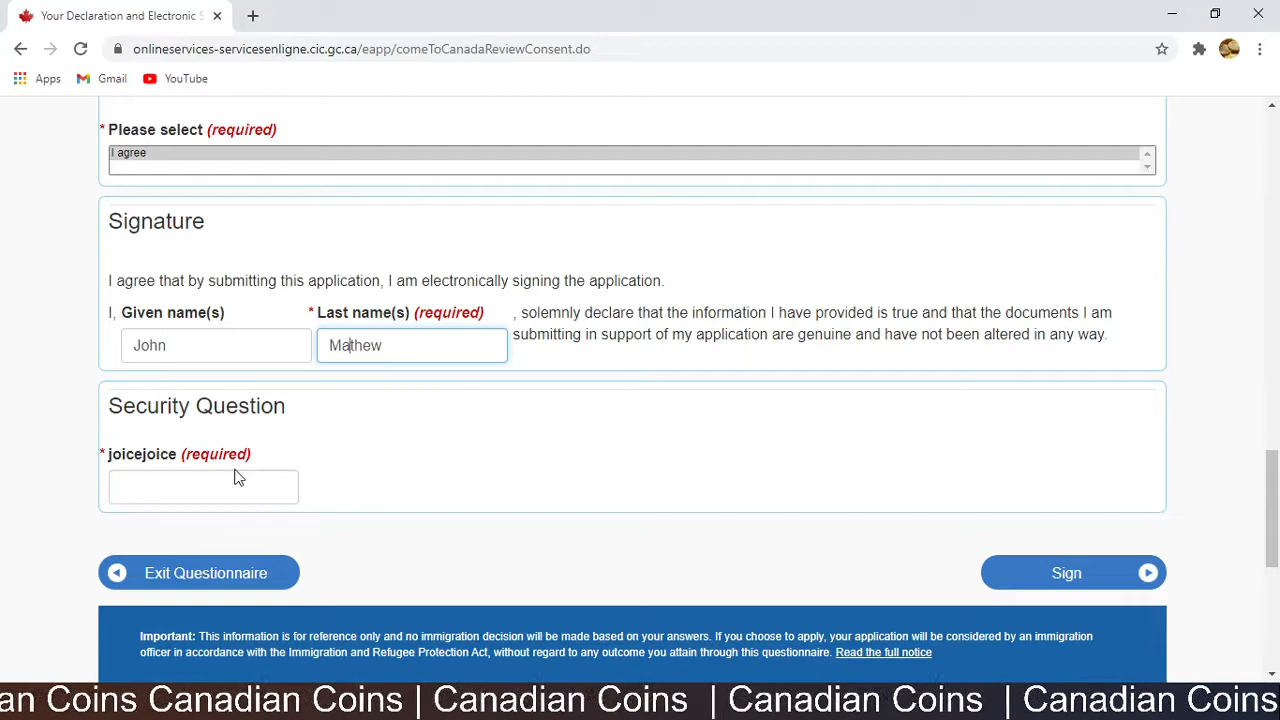 Your Declaration and Electronic S
onlineservices-servicesenligne.cic.gc.ca/eapp/comeToCanadaReviewConsent.do
Apps Gmail YouTube
* Please select (required)
I agree
Signature
I agree that by submitting this application, I am electronically signing the application.
I, Given name(s) * Last name(s) (required) , solemnly declare that the information I have provided is true and that the documents I am
submitting in support of my application are genuine and have not been altered in any way.
John Mathew
Security Question
* joicejoice (required)
Exit Questionnaire Sign
Important: This information is for reference only and no immigration decision will be made based on your answers. If you choose to apply, your application will be considered by an immigration
officer in accordance with the Immigration and Refugee Protection Act, without regard to any outcome you attain through this questionnaire. Read the full notice
an Coins Canadian Coins | Canadian Coins | Canadian Coins | Canadian Coins